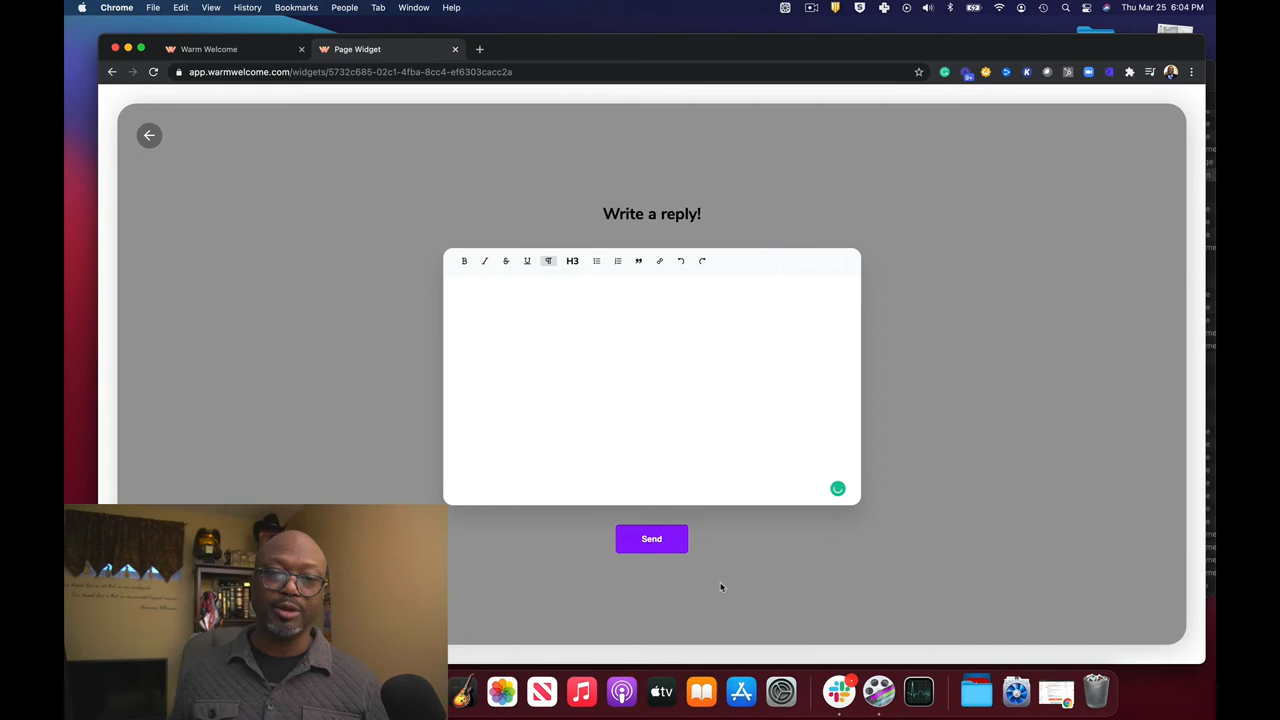 Chrome File Edit View History Bookmarks People Tab Window Help Thu Mar 25 6:04 PM
Warm Welcome Page Widget
app.warmwelcome.com/widgets/5732c685-02c1-4fba-8cc4-ef6303cacc2a
Write a reply!
B I S U ¶ H3
Send
tv